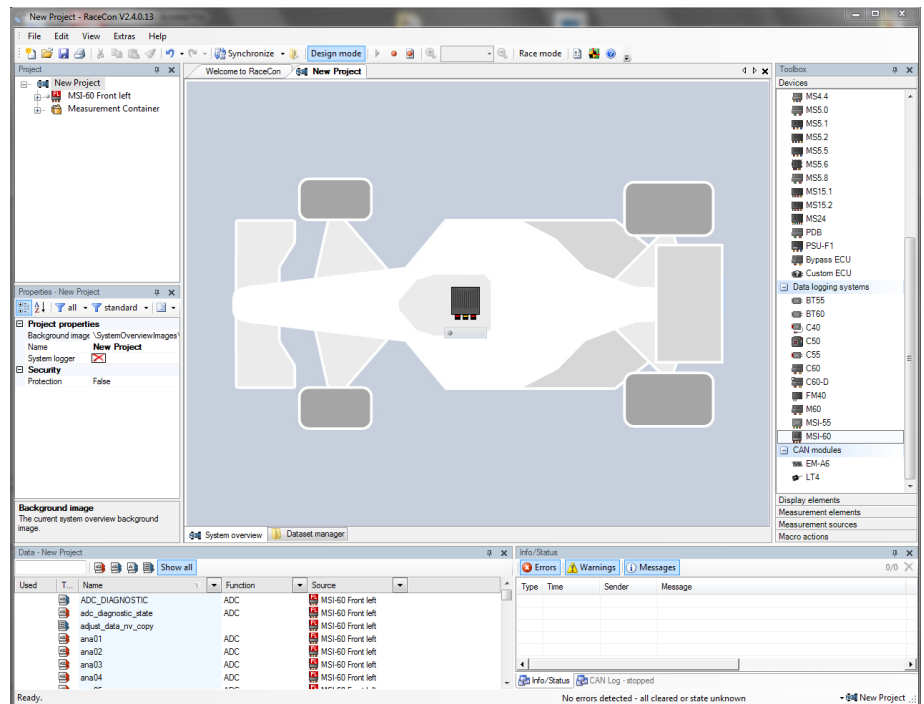 New Project - RaceCon V2.4.0.13
File Edit View Extras Help
Synchronize Design mode Race mode
Project
New Project
MSI-60 Front left
Measurement Container
Welcome to RaceCon New Project
Toolbox
Devices
MS4.4
MS5.0
MS5.1
MS5.2
MS5.5
MS5.6
MS5.8
MS15.1
MS15.2
MS24
PDB
PSU-F1
Bypass ECU
Custom ECU
Data logging systems
BT55
BT60
C40
C50
C55
C60
C60-D
FM40
M60
MSI-55
MSI-60
CAN modules
EM-A6
LT4
Display elements
Measurement elements
Measurement sources
Macro actions
Properties - New Project
all standard
Project properties
Background image \SystemOverviewImages\
Name New Project
System logger
Security
Protection False
Background image
The current system overview background
image.
System overview Dataset manager
Data - New Project
Show all
Used T... Name Function Source
ADC_DIAGNOSTIC ADC MSI-60 Front left
adc_diagnostic_state ADC MSI-60 Front left
adjust_data_nv_copy MSI-60 Front left
ana01 ADC MSI-60 Front left
ana02 ADC MSI-60 Front left
ana03 ADC MSI-60 Front left
ana04 ADC MSI-60 Front left
Info/Status
Errors Warnings Messages 0/0
Type Time Sender Message
Info/Status CAN Log - stopped
Ready. No errors detected - all cleared or state unknown New Project